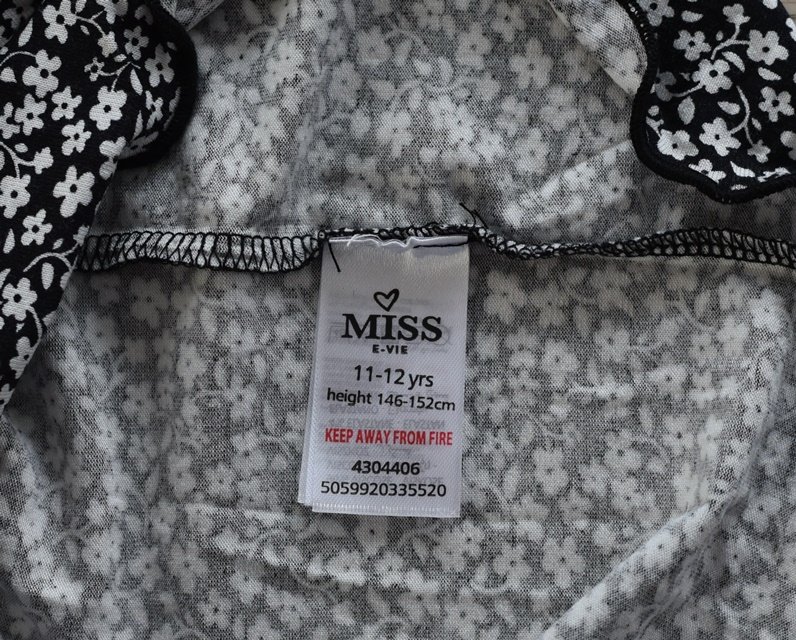 MISS
E-VIE
11-12 yrs
height 146-152cm
KEEP AWAY FROM FIRE
4304406
5059920335520